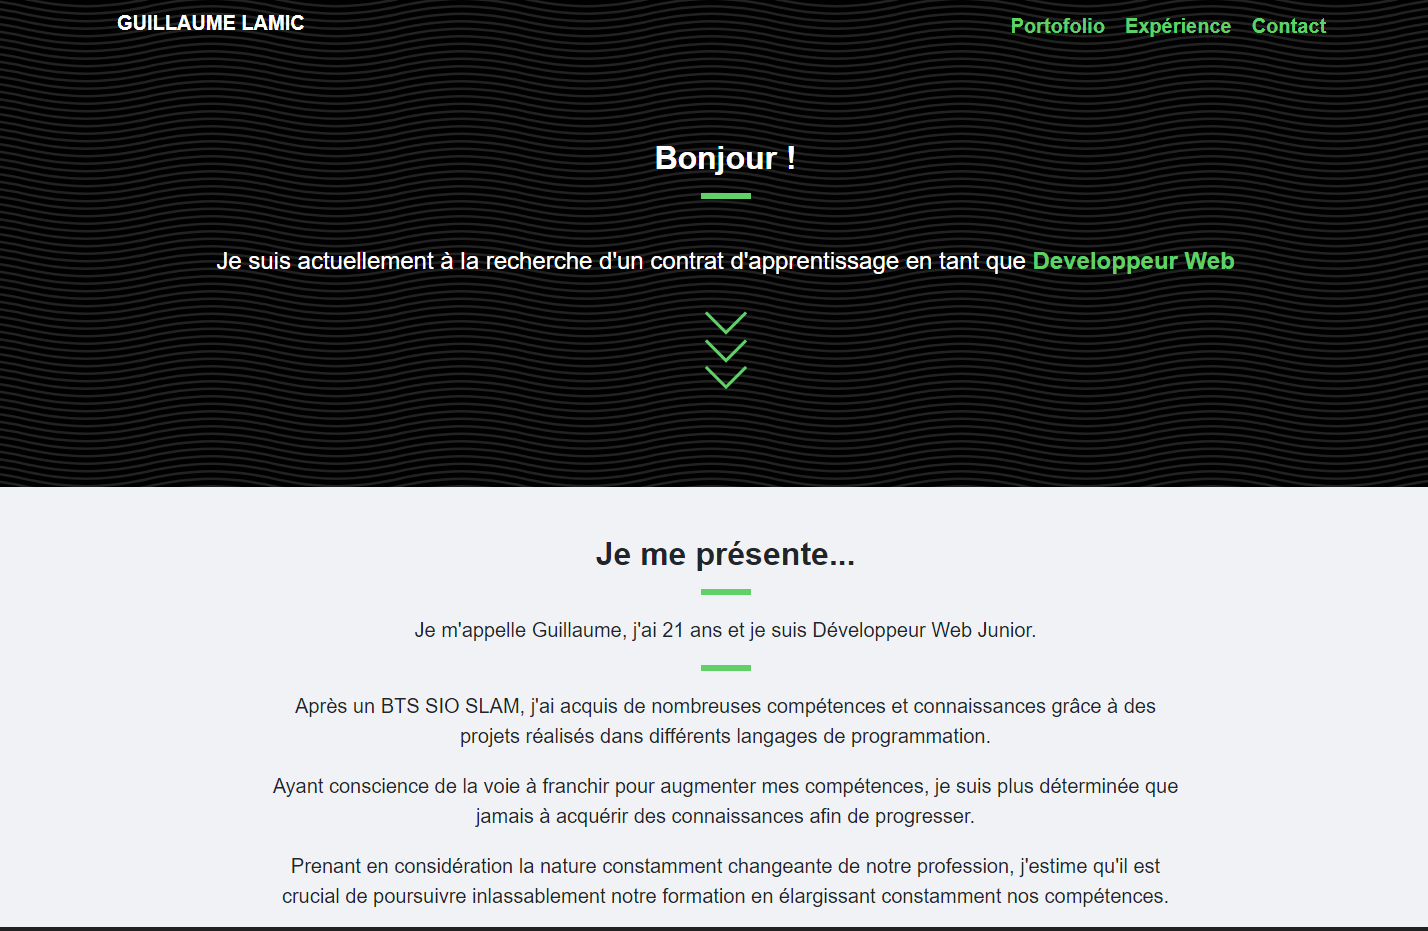 GUILLAUME LAMIC
Portofolio Expérience Contact
Bonjour !
Je suis actuellement à la recherche d'un contrat d'apprentissage en tant que Developpeur Web
Je me présente...
Je m'appelle Guillaume, j'ai 21 ans et je suis Développeur Web Junior.
Après un BTS SIO SLAM, j'ai acquis de nombreuses compétences et connaissances grâce à des
projets réalisés dans différents langages de programmation.
Ayant conscience de la voie à franchir pour augmenter mes compétences, je suis plus déterminée que
jamais à acquérir des connaissances afin de progresser.
Prenant en considération la nature constamment changeante de notre profession, j'estime qu'il est
crucial de poursuivre inlassablement notre formation en élargissant constamment nos compétences.